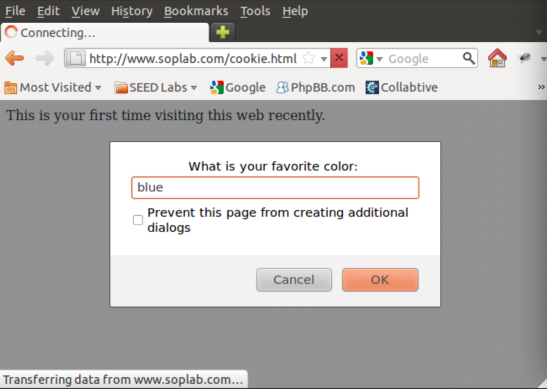 File Edit View History Bookmarks Tools Help
Connecting...
http://www.soplab.com/cookie.html Google
Most Visited SEED Labs Google PhpBB.com Collabtive »
This is your first time visiting this web recently.
What is your favorite color:
blue
Prevent this page from creating additional
dialogs
Cancel OK
Transferring data from www.soplab.com...